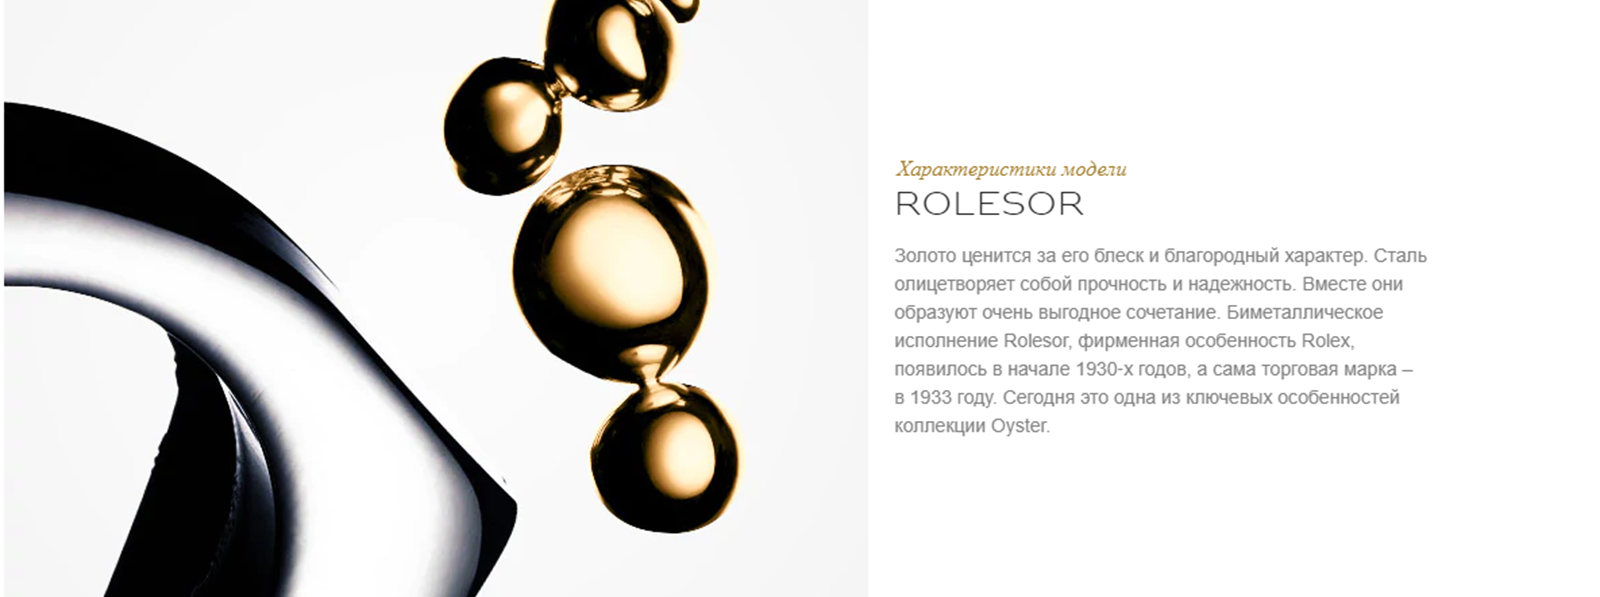 Характеристики модели
ROLESOR
Золото ценится за его блеск и благородный характер. Сталь
олицетворяет собой прочность и надежность. Вместе они
образуют очень выгодное сочетание. Биметаллическое
исполнение Rolesor, фирменная особенность Rolex,
появилось в начале 1930-х годов, а сама торговая марка –
в 1933 году. Сегодня это одна из ключевых особенностей
коллекции Oyster.